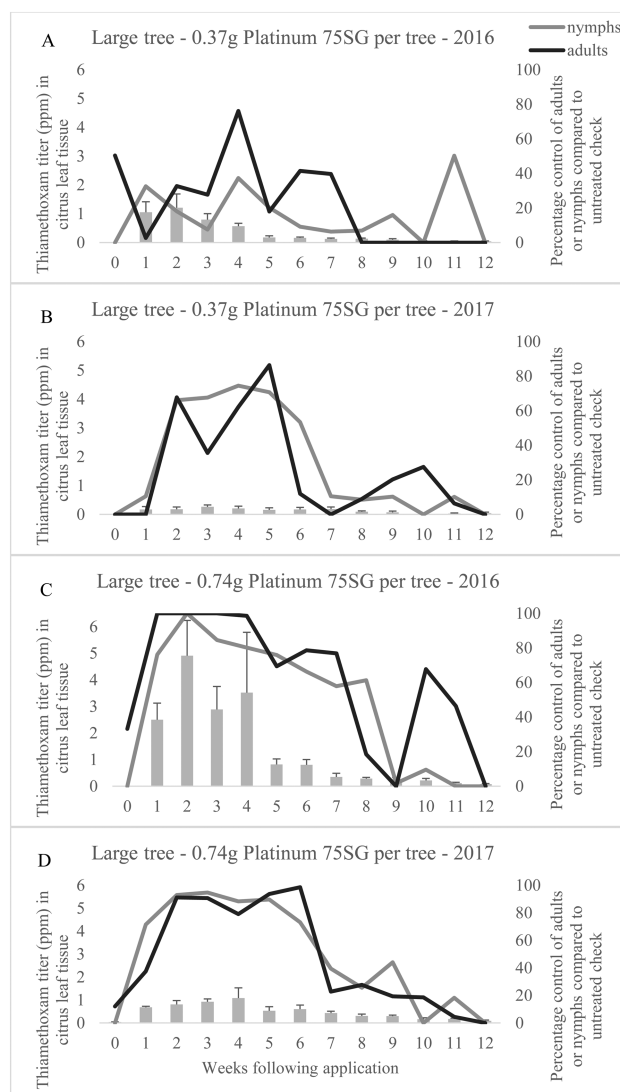 nymphs
adults
A
Large tree - 0.37g Platinum 75SG per tree - 2016
Thiamethoxam titer (ppm) in
citrus leaf tissue
6
5
4
3
2
1
0
100
80
60
40
20
0
Percentage control of adults
or nymphs compared to
untreated check
0 1 2 3 4 5 6 7 8 9 10 11 12
B
Large tree - 0.37g Platinum 75SG per tree - 2017
Thiamethoxam titer (ppm) in
citrus leaf tissue
6
5
4
3
2
1
0
100
80
60
40
20
0
Percentage control of adults
or nymphs compared to
untreated check
0 1 2 3 4 5 6 7 8 9 10 11 12
C
Large tree - 0.74g Platinum 75SG per tree - 2016
Thiamethoxam titer (ppm) in
citrus leaf tissue
6
5
4
3
2
1
0
100
80
60
40
20
0
Percentage control of adults
or nymphs compared to
untreated check
0 1 2 3 4 5 6 7 8 9 10 11 12
D
Large tree - 0.74g Platinum 75SG per tree - 2017
Thiamethoxam titer (ppm) in
citrus leaf tissue
6
5
4
3
2
1
0
100
80
60
40
20
0
Percentage control of adults
or nymphs compared to
untreated check
0 1 2 3 4 5 6 7 8 9 10 11 12
Weeks following application